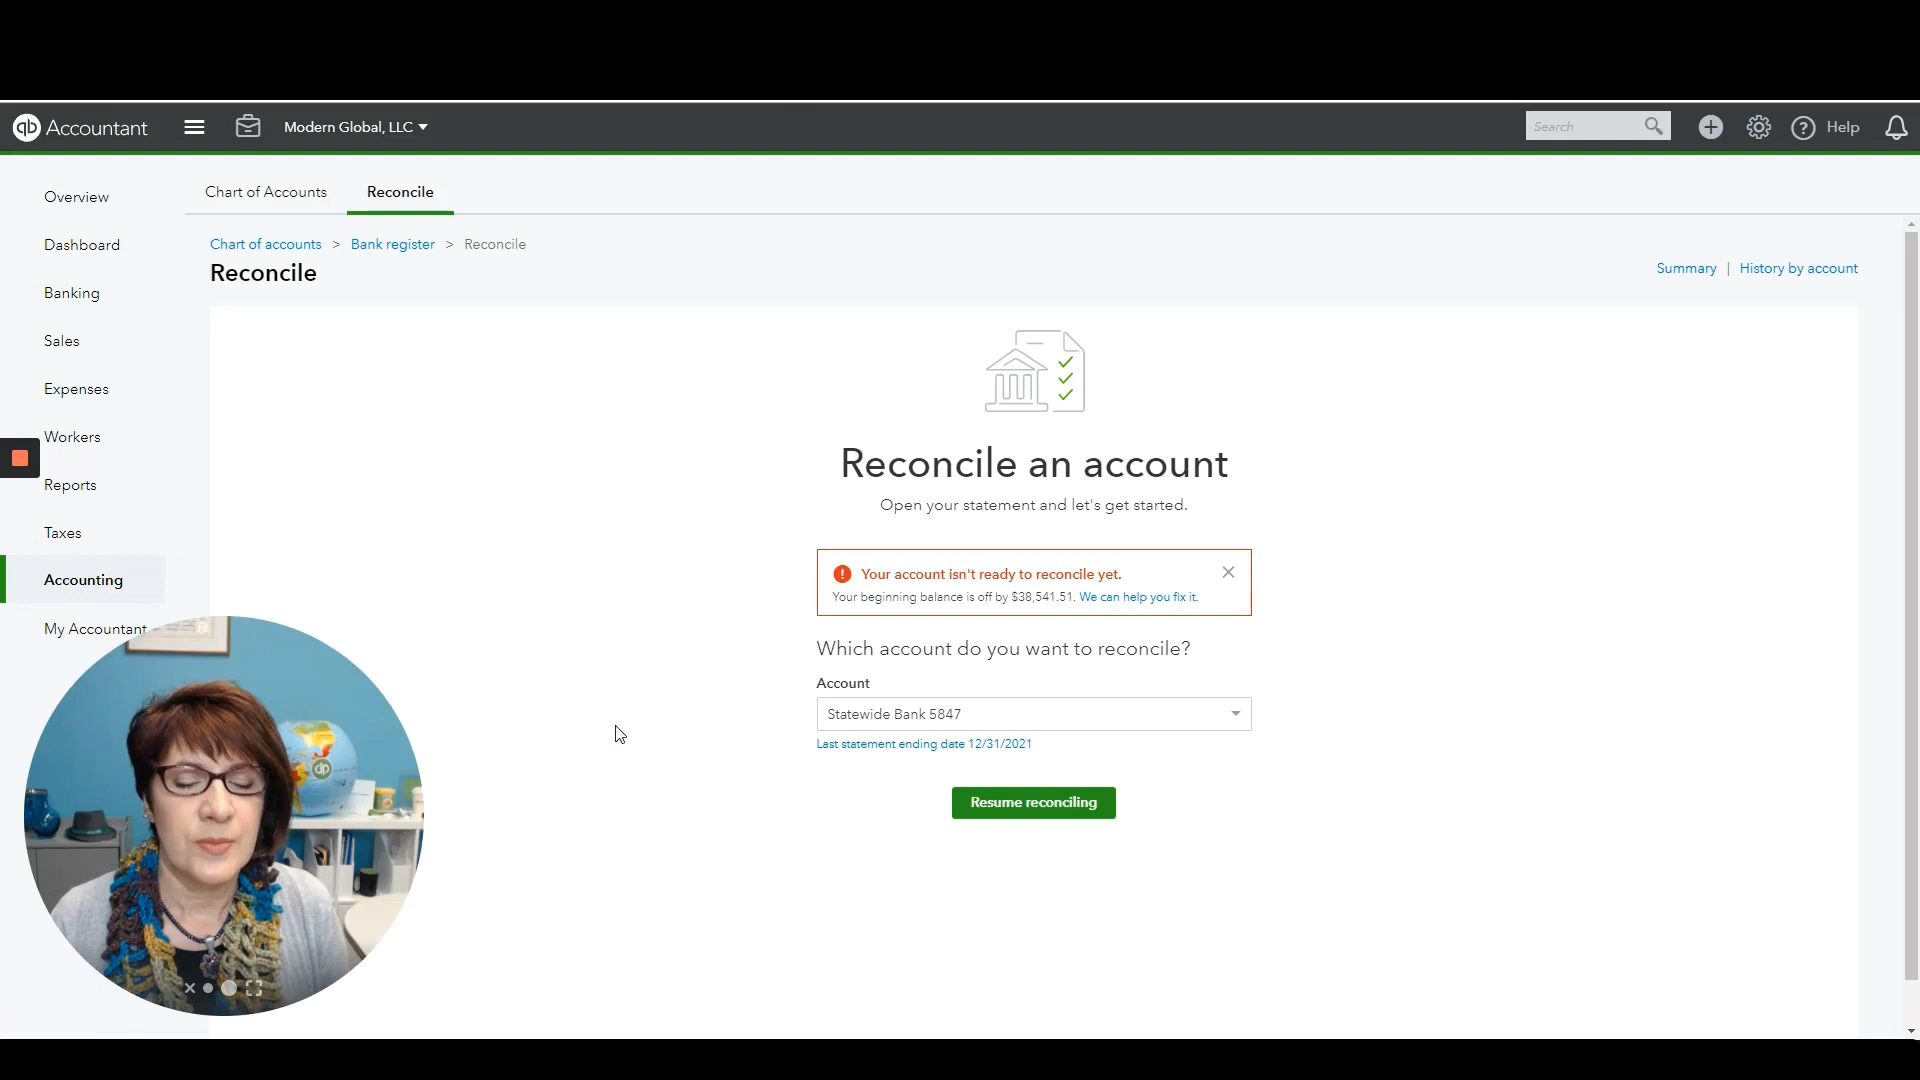 qb Accountant
Modern Global, LLC
Search
Help
Overview
Dashboard
Banking
Sales
Expenses
Workers
Reports
Taxes
Accounting
My Accountant
Chart of Accounts
Reconcile
Chart of accounts > Bank register > Reconcile
Reconcile
Summary | History by account
Reconcile an account
Open your statement and let's get started.
Your account isn't ready to reconcile yet.
Your beginning balance is off by $38,541.51. We can help you fix it.
Which account do you want to reconcile?
Account
Statewide Bank 5847
Last statement ending date 12/31/2021
Resume reconciling
qb